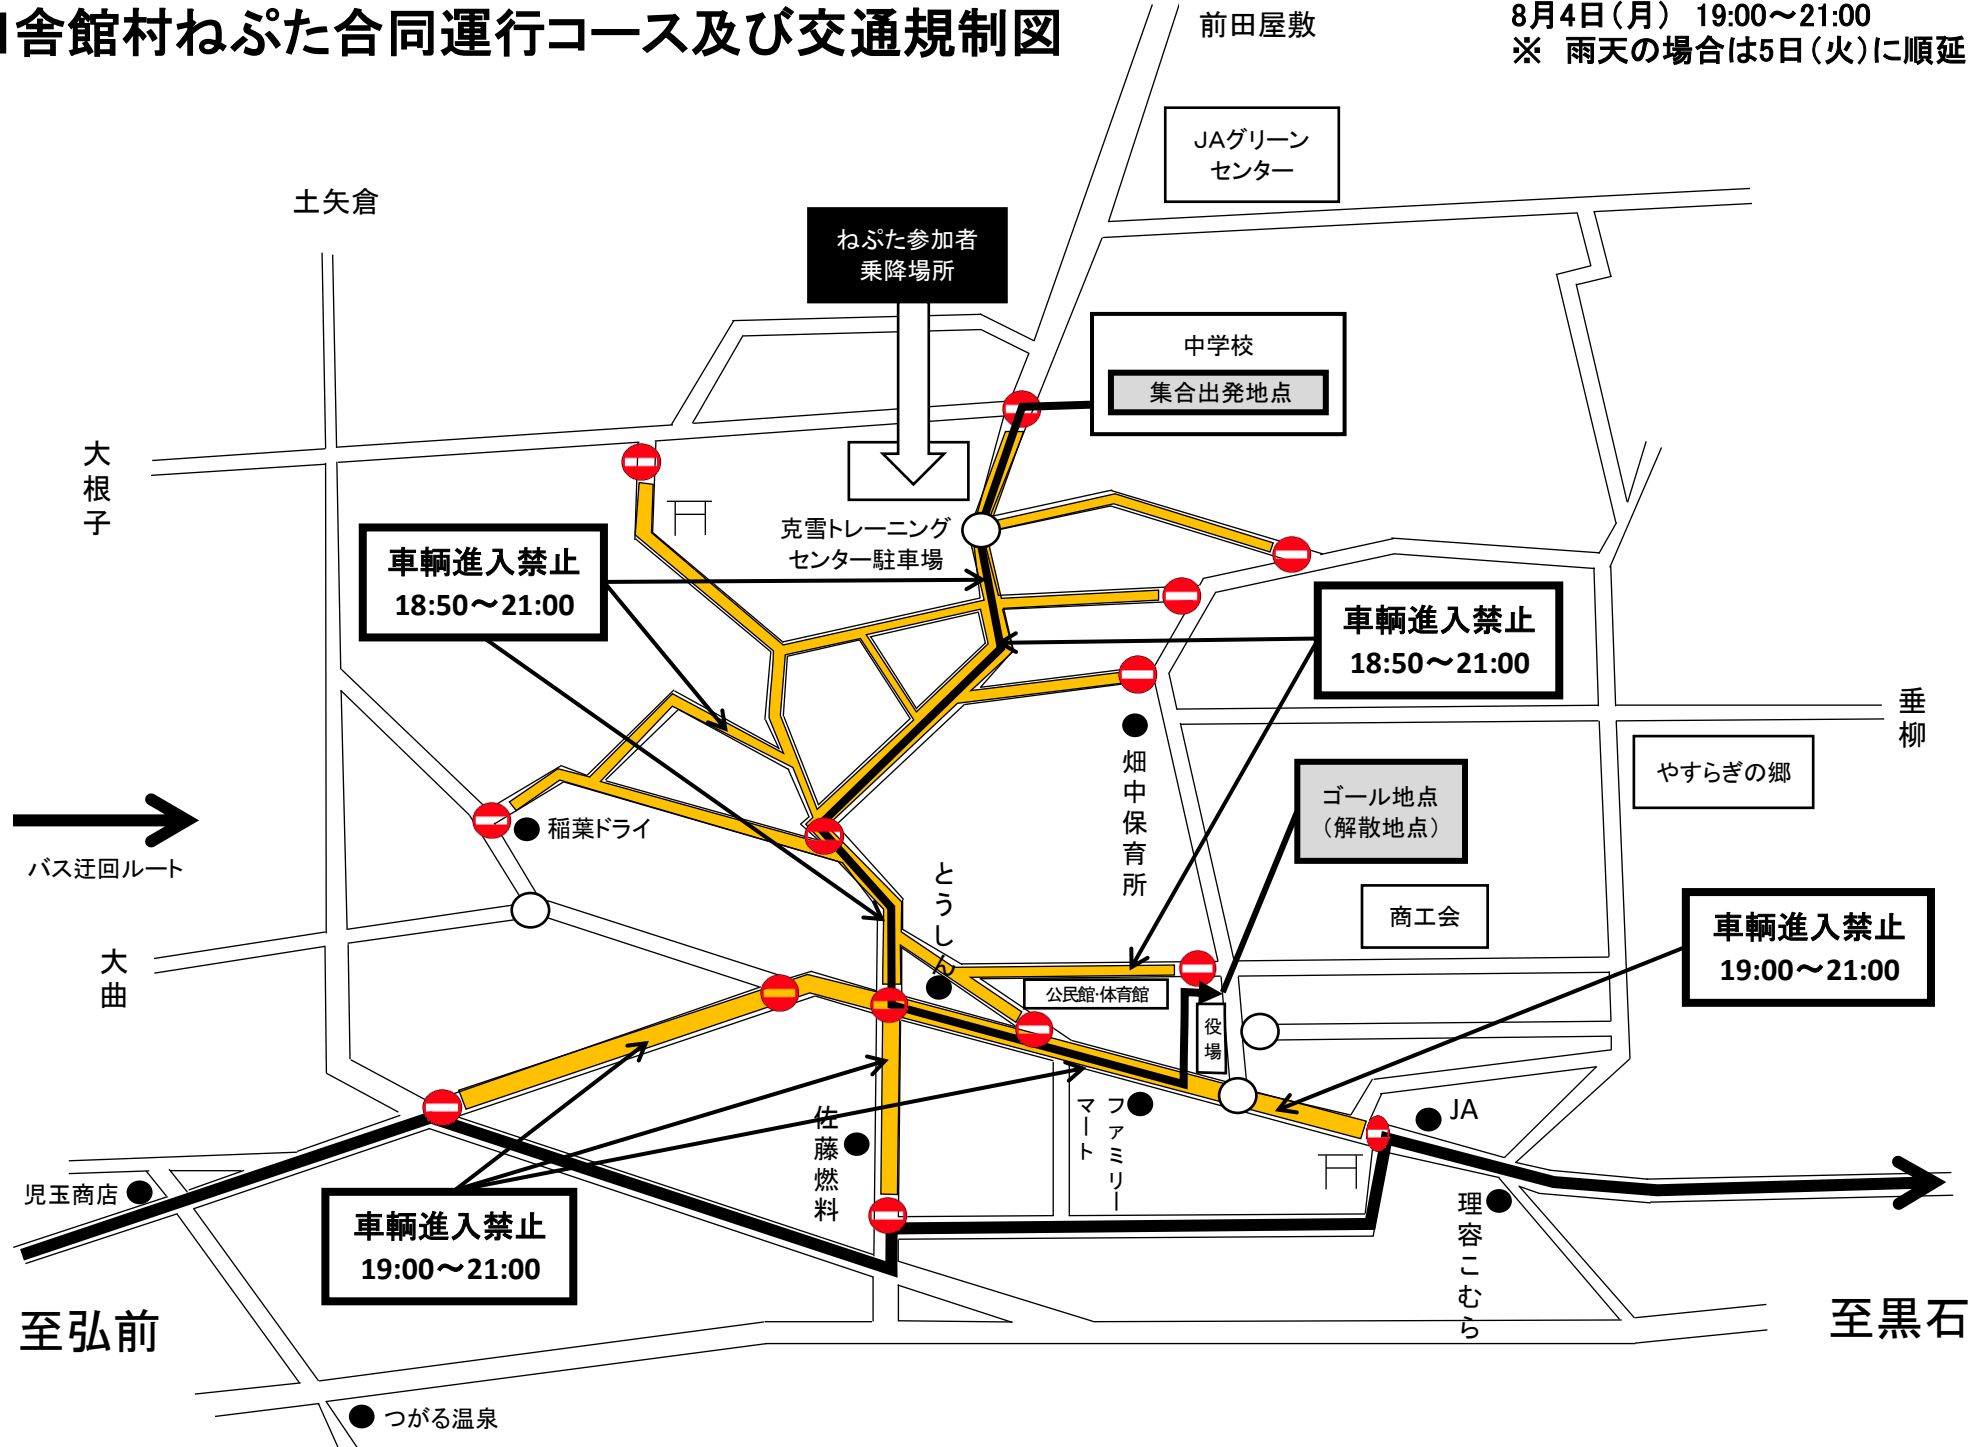 舎館村ねぷた合同運行コース及び交通規制図
8月4日(月) 19:00～21:00
※ 雨天の場合は5日(火)に順延
前田屋敷
JAグリーン
センター
土矢倉
ねぷた参加者
乗降場所
中学校
集合出発地点
大根子
克雪トレーニング
センター駐車場
車輌進入禁止
18:50～21:00
車輌進入禁止
18:50～21:00
垂柳
やすらぎの郷
畑中保育所
ゴール地点
(解散地点)
稲葉ドライ
バス迂回ルート
とうしん
商工会
車輌進入禁止
19:00～21:00
大曲
公民館・体育館
役場
佐藤燃料
ファミリー
マート
JA
児玉商店
車輌進入禁止
19:00～21:00
理容こむら
至弘前
至黒石
つがる温泉